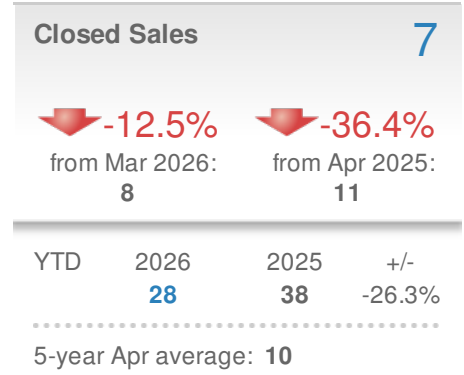 Closed Sales 7
-12.5% -36.4%
from Mar 2026: from Apr 2025:
8 11
YTD 2026 2025 +/-
28 38 -26.3%
5-year Apr average: 10